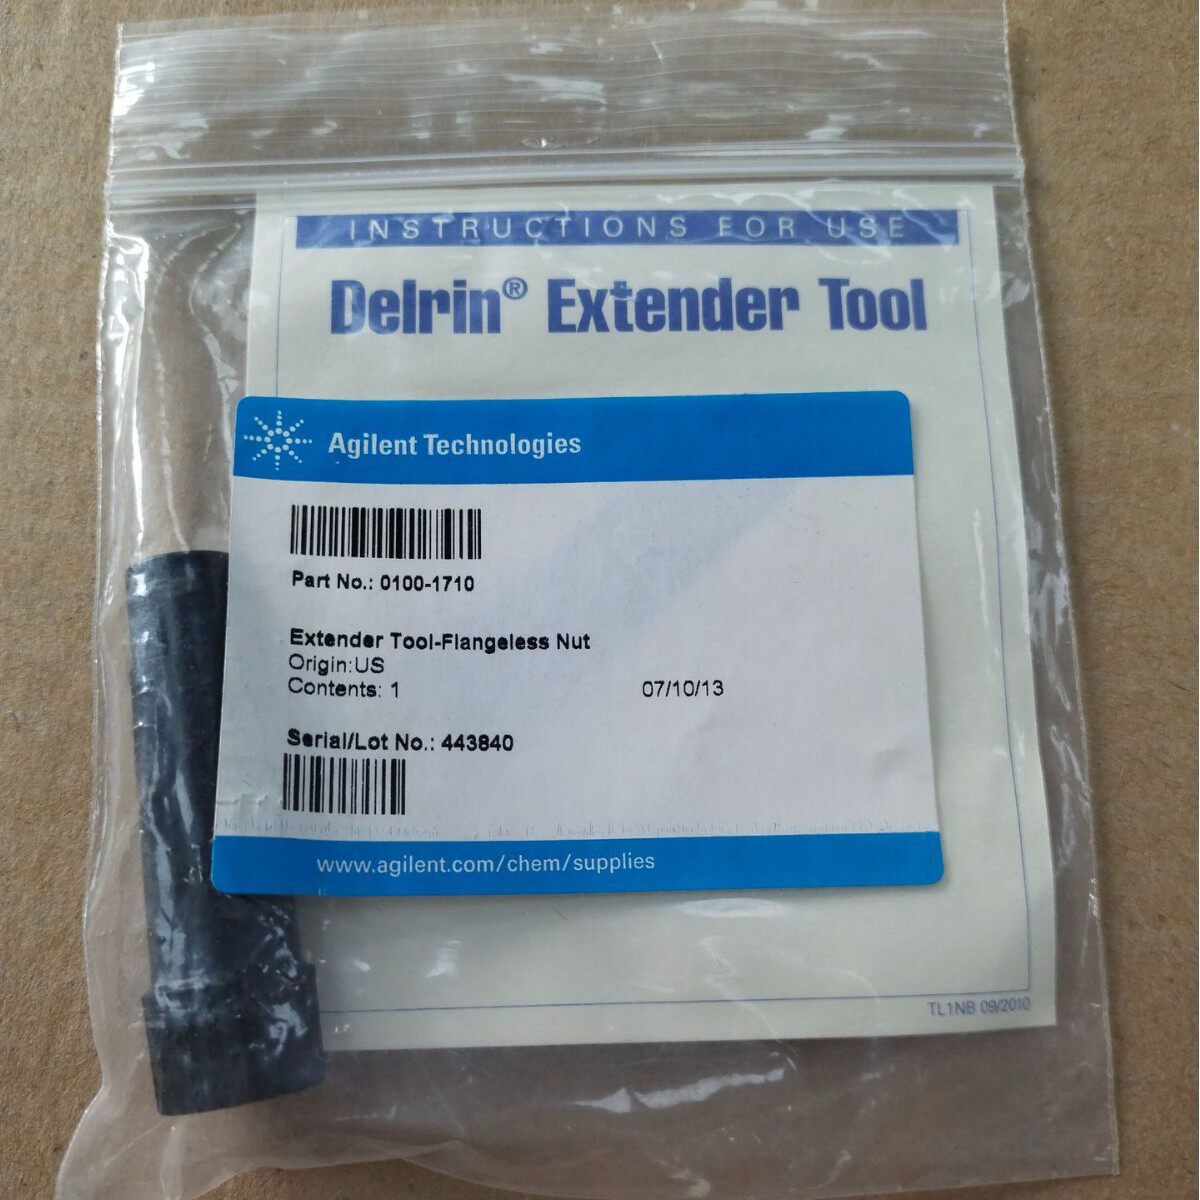 INSTRUCTIONS FOR USE
Delrin® Extender Tool
Agilent Technologies
Part No.: 0100-1710
Extender Tool-Flangeless Nut
Origin:US
Contents: 1
07/10/13
Serial/Lot No.: 443840
www.agilent.com/chem/supplies
TL1NB 09/2010